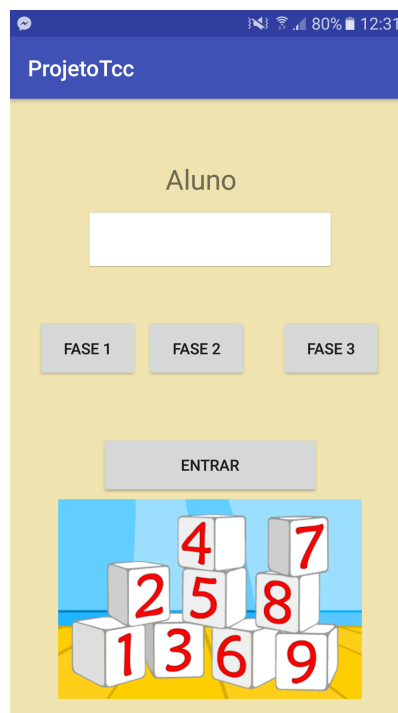 80% 12:31
ProjetoTcc
Aluno
FASE 1 FASE 2 FASE 3
ENTRAR
4 7
2 5 8
1 3 6 9